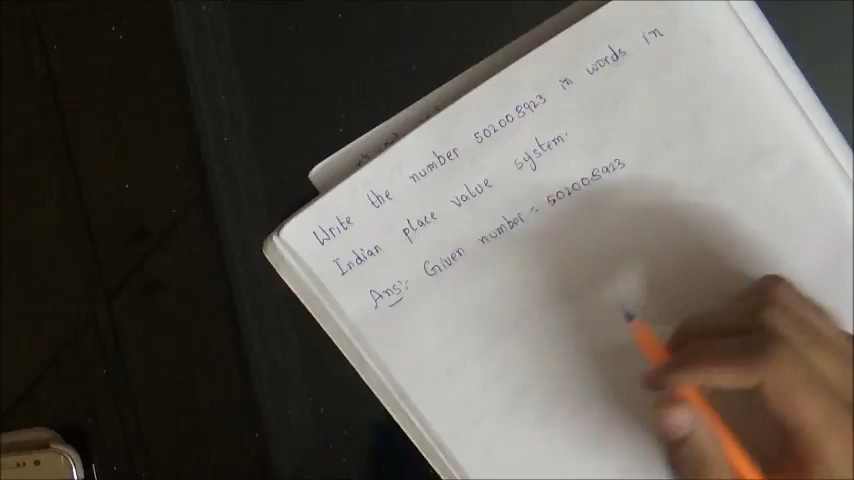 Write the number 502008923 in words in
Indian place value system.
Ans:- Given number = 502008923